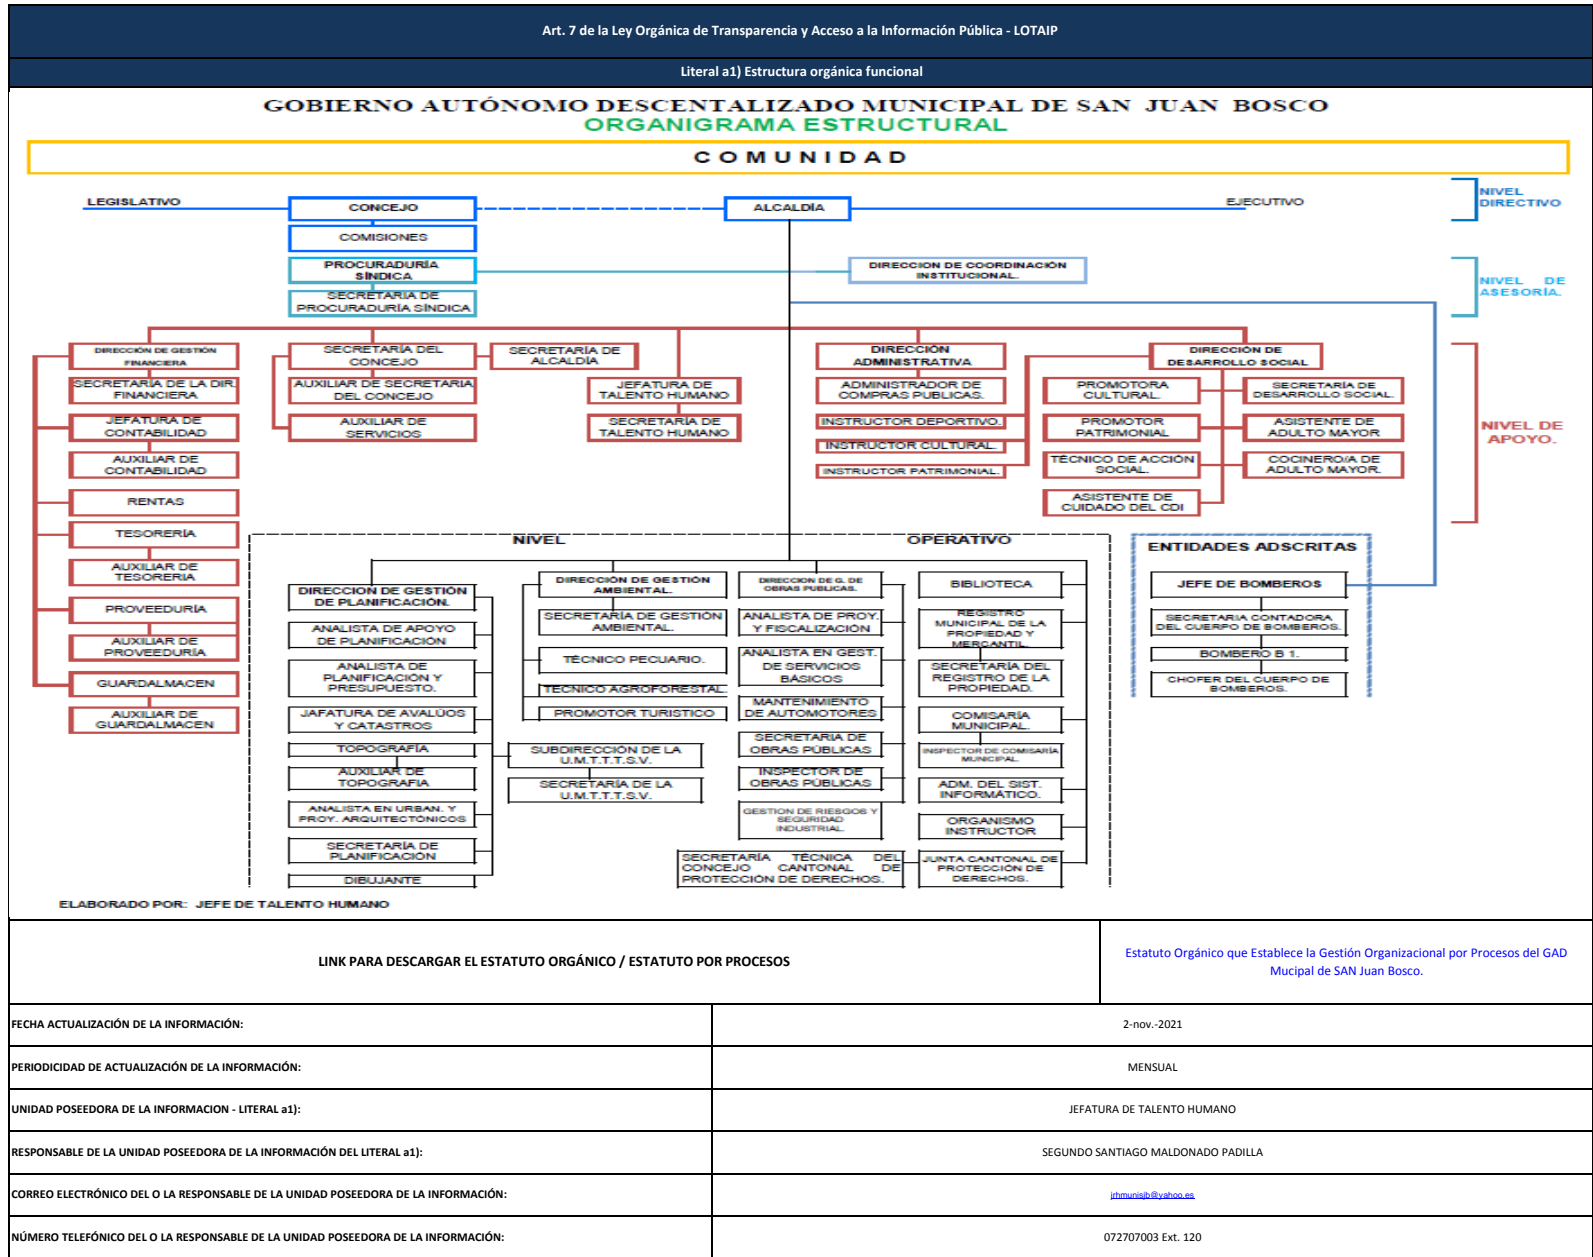 Art. 7 de la Ley Orgánica de Transparencia y Acceso a la Información Pública - LOTAIP
Literal a1) Estructura orgánica funcional
GOBIERNO AUTÓNOMO DESCENTALIZADO MUNICIPAL DE SAN JUAN BOSCO
ORGANIGRAMA ESTRUCTURAL
COMUNIDAD
LEGISLATIVO
CONCEJO
ALCALDÍA
EJECUTIVO
NIVEL
DIRECTIVO
COMISIONES
PROCURADURÍA
SÍNDICA
DIRECCION DE COORDINACIÓN
INSTITUCIONAL.
NIVEL DE
ASESORÍA.
SECRETARIA DE
PROCURADURÍA SÍNDICA
DIRECCIÓN DE GESTIÓN
FINANCIERA
SECRETARÍA DE LA DIR.
FINANCIERA
JEFATURA DE
CONTABILIDAD
AUXILIAR DE
CONTABILIDAD
RENTAS
TESORERÍA
AUXILIAR DE
TESORERIA
PROVEEDURÍA
AUXILIAR DE
PROVEEDURÍA
GUARDALMACEN
AUXILIAR DE
GUARDALMACEN
SECRETARÍA DEL
CONCEJO
AUXILIAR DE SECRETARIA
DEL CONCEJO
AUXILIAR DE
SERVICIOS
SECRETARÍA DE
ALCALDÍA
JEFATURA DE
TALENTO HUMANO
SECRETARÍA DE
TALENTO HUMANO
DIRECCIÓN
ADMINISTRATIVA
ADMINISTRADOR DE
COMPRAS PUBLICAS.
INSTRUCTOR DEPORTIVO.
INSTRUCTOR CULTURAL.
INSTRUCTOR PATRIMONIAL.
DIRECCIÓN DE
DESARROLLO SOCIAL
PROMOTORA
CULTURAL.
PROMOTOR
PATRIMONIAL
TÉCNICO DE ACCIÓN
SOCIAL.
ASISTENTE DE
CUIDADO DEL CDI
SECRETARÍA DE
DESARROLLO SOCIAL.
ASISTENTE DE
ADULTO MAYOR
COCINERO/A DE
ADULTO MAYOR.
NIVEL DE
APOYO.
NIVEL OPERATIVO
DIRECCION DE GESTIÓN
DE PLANIFICACIÓN.
ANALISTA DE APOYO
DE PLANIFICACIÓN
ANALISTA DE
PLANIFICACIÓN Y
PRESUPUESTO.
JAFATURA DE AVALÚOS
Y CATASTROS
TOPOGRAFÍA
AUXILIAR DE
TOPOGRAFIA
ANALISTA EN URBAN. Y
PROY. ARQUITECTÓNICOS
SECRETARÍA DE
PLANIFICACIÓN
DIBUJANTE
DIRECCIÓN DE GESTIÓN
AMBIENTAL.
SECRETARÍA DE GESTIÓN
AMBIENTAL.
TÉCNICO PECUARIO.
TECNICO AGROFORESTAL.
PROMOTOR TURISTICO
SUBDIRECCIÓN DE LA
U.M.T.T.T.S.V.
SECRETARÍA DE LA
U.M.T.T.T.S.V.
DIRECCION DE G. DE
OBRAS PUBLICAS.
ANALISTA DE PROY.
Y FISCALIZACIÓN
ANALISTA EN GEST.
DE SERVICIOS
BÁSICOS
MANTENIMIENTO
DE AUTOMOTORES
SECRETARIA DE
OBRAS PÚBLICAS
INSPECTOR DE
OBRAS PÚBLICAS
GESTION DE RIESGOS Y
SEGURIDAD
INDUSTRIAL.
SECRETARÍA TÉCNICA DEL
CONCEJO CANTONAL DE
PROTECCIÓN DE DERECHOS.
BIBLIOTECA
REGISTRO
MUNICIPAL DE LA
PROPIEDAD Y
MERCANTIL.
SECRETARÍA DEL
REGISTRO DE LA
PROPIEDAD.
COMISARÍA
MUNICIPAL.
INSPECTOR DE COMISARÍA
MUNICIPAL.
ADM. DEL SIST.
INFORMÁTICO.
ORGANISMO
INSTRUCTOR
JUNTA CANTONAL DE
PROTECCIÓN DE
DERECHOS.
ENTIDADES ADSCRITAS
JEFE DE BOMBEROS
SECRETARIA CONTADORA
DEL CUERPO DE BOMBEROS.
BOMBERO B 1.
CHOFER DEL CUERPO DE
BOMBEROS.
ELABORADO POR: JEFE DE TALENTO HUMANO
LINK PARA DESCARGAR EL ESTATUTO ORGÁNICO / ESTATUTO POR PROCESOS
Estatuto Orgánico que Establece la Gestión Organizacional por Procesos del GAD
Mucipal de SAN Juan Bosco.
FECHA ACTUALIZACIÓN DE LA INFORMACIÓN:
2-nov.-2021
PERIODICIDAD DE ACTUALIZACIÓN DE LA INFORMACIÓN:
MENSUAL
UNIDAD POSEEDORA DE LA INFORMACION - LITERAL a1):
JEFATURA DE TALENTO HUMANO
RESPONSABLE DE LA UNIDAD POSEEDORA DE LA INFORMACIÓN DEL LITERAL a1):
SEGUNDO SANTIAGO MALDONADO PADILLA
CORREO ELECTRÓNICO DEL O LA RESPONSABLE DE LA UNIDAD POSEEDORA DE LA INFORMACIÓN:
jrhmunisjb@yahoo.es
NÚMERO TELEFÓNICO DEL O LA RESPONSABLE DE LA UNIDAD POSEEDORA DE LA INFORMACIÓN:
072707003 Ext. 120